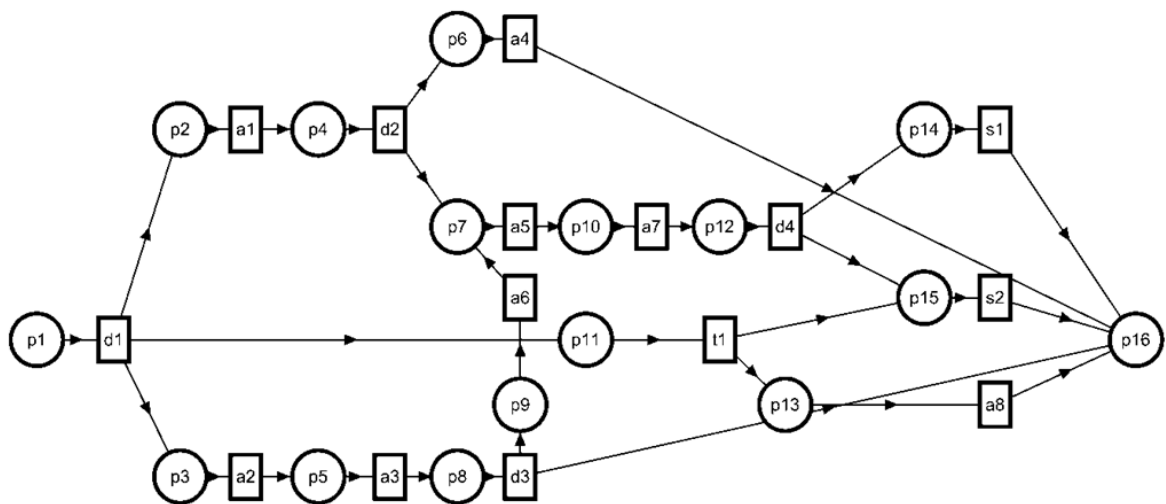 p6 a4
p2 a1 p4 d2 p14 s1
p7 a5 p10 a7 p12 d4
a6 p15 s2
p1 d1 p11 t1 p16
p9 p13 a8
p3 a2 p5 a3 p8 d3